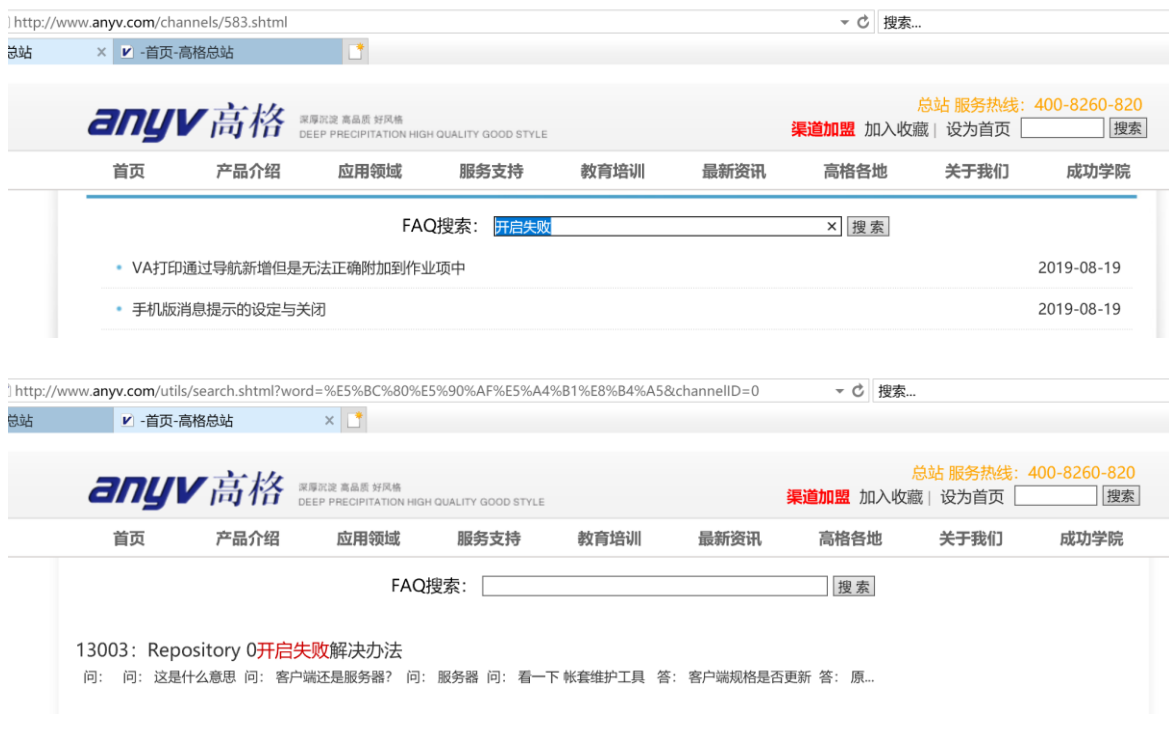 http://www.anyv.com/channels/583.shtml 搜索...
总站 × -首页-高格总站
anyv高格 深厚沉淀 高品质 好风格
DEEP PRECIPITATION HIGH QUALITY GOOD STYLE
总站 服务热线：400-8260-820
渠道加盟 加入收藏 | 设为首页 搜索
首页 产品介绍 应用领域 服务支持 教育培训 最新资讯 高格各地 关于我们 成功学院
FAQ搜索： 开启失败 × 搜 索
• VA打印通过导航新增但是无法正确附加到作业项中 2019-08-19
• 手机版消息提示的设定与关闭 2019-08-19
http://www.anyv.com/utils/search.shtml?word=%E5%BC%80%E5%90%AF%E5%A4%B1%E8%B4%A5&channelID=0 搜索...
总站 -首页-高格总站 ×
anyv高格 深厚沉淀 高品质 好风格
DEEP PRECIPITATION HIGH QUALITY GOOD STYLE
总站 服务热线：400-8260-820
渠道加盟 加入收藏 | 设为首页 搜索
首页 产品介绍 应用领域 服务支持 教育培训 最新资讯 高格各地 关于我们 成功学院
FAQ搜索： 搜 索
13003：Repository 0开启失败解决办法
问： 问：这是什么意思 问：客户端还是服务器？ 问：服务器 问：看一下 帐套维护工具 答：客户端规格是否更新 答：原...